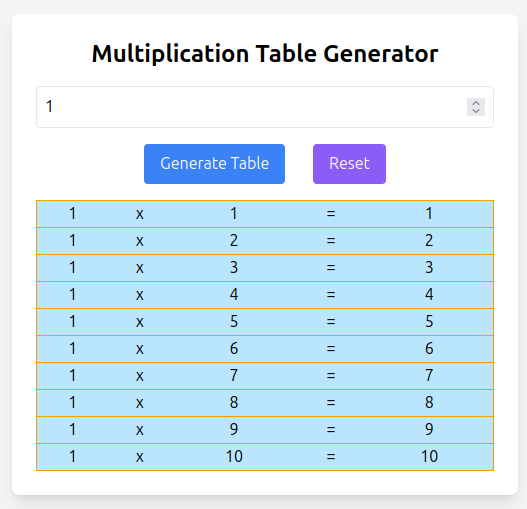 Multiplication Table Generator
1
Generate Table Reset
1 x 1 = 1
1 x 2 = 2
1 x 3 = 3
1 x 4 = 4
1 x 5 = 5
1 x 6 = 6
1 x 7 = 7
1 x 8 = 8
1 x 9 = 9
1 x 10 = 10